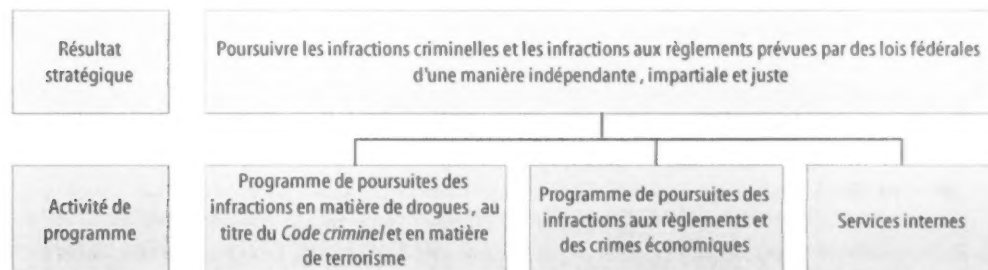 Résultat
stratégique
Poursuivre les infractions criminelles et les infractions aux règlements prévues par des lois fédérales
d'une manière indépendante , impartiale et juste
Activité de
programme
Programme de poursuites des
infractions en matière de drogues , au
titre du Code criminel et en matière
de terrorisme
Programme de poursuites des
infractions aux règlements et
des crimes économiques
Services internes